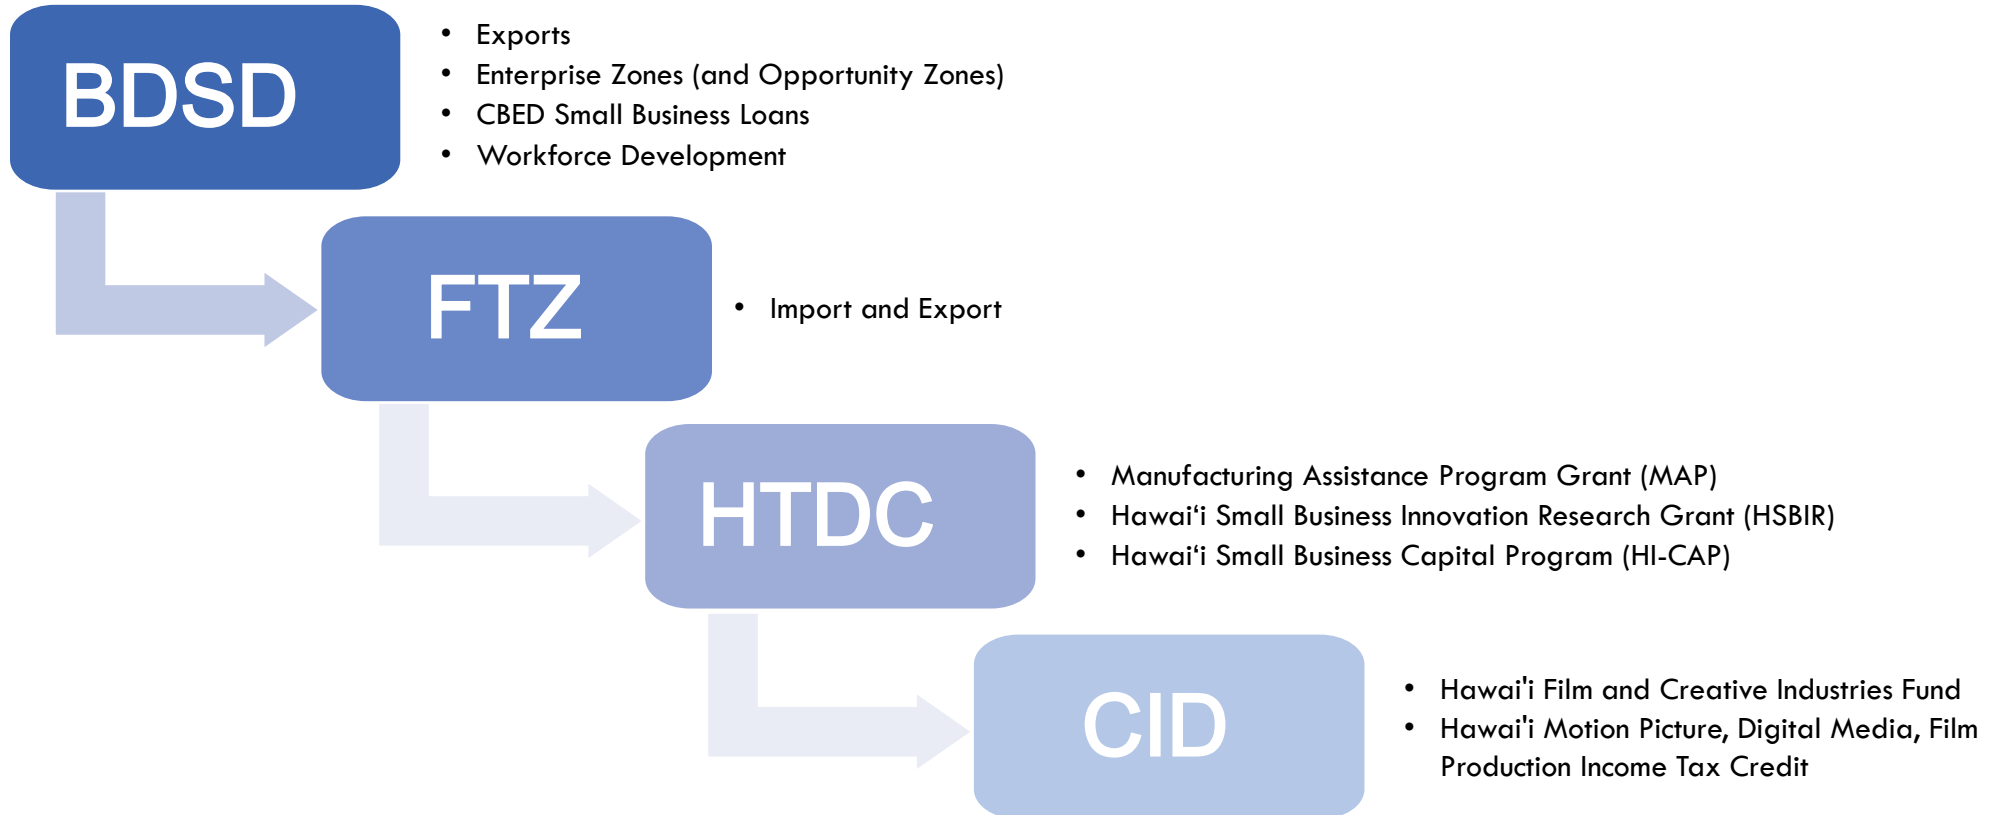 BDSD
• Exports
• Enterprise Zones (and Opportunity Zones)
• CBED Small Business Loans
• Workforce Development
FTZ
• Import and Export
HTDC
• Manufacturing Assistance Program Grant (MAP)
• Hawai‘i Small Business Innovation Research Grant (HSBIR)
• Hawai‘i Small Business Capital Program (HI-CAP)
CID
• Hawai'i Film and Creative Industries Fund
• Hawai'i Motion Picture, Digital Media, Film
Production Income Tax Credit